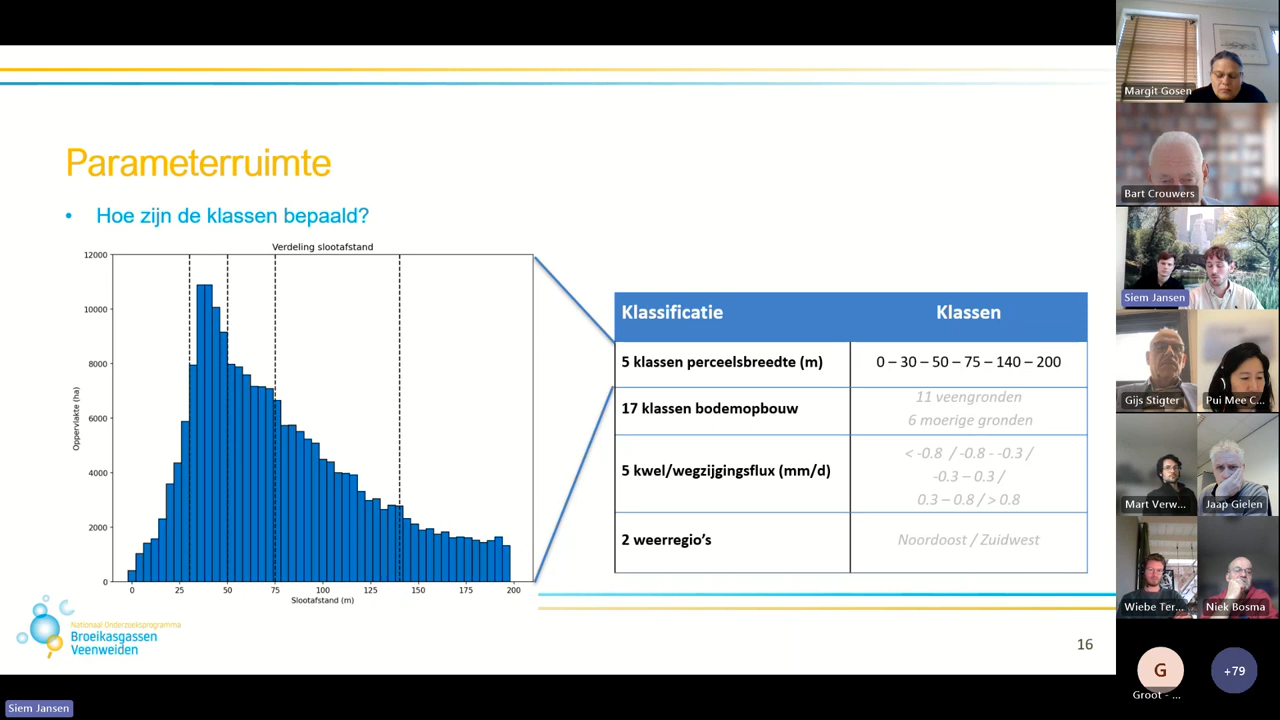 Parameterruimte
• Hoe zijn de klassen bepaald?
Verdeling slootafstand
12000
10000
8000
6000
4000
2000
0
Oppervlakte (ha)
0 25 50 75 100 125 150 175 200
Slootafstand (m)
Klassificatie Klassen
5 klassen perceelsbreedte (m) 0 – 30 – 50 – 75 – 140 – 200
17 klassen bodemopbouw
11 veengronden
6 moerige gronden
5 kwel/wegzijgingsflux (mm/d)
< -0.8 / -0.8 - -0.3 /
-0.3 – 0.3 /
0.3 – 0.8 / > 0.8
2 weerregio's Noordoost / Zuidwest
Nationaal Onderzoeksprogramma
Broeikasgassen
Veenweiden
16
Siem Jansen
Margit Gosen
Bart Crouwers
Siem Jansen
Gijs Stigter
Pui Mee C...
Mart Verw...
Jaap Gielen
Wiebe Ter...
Niek Bosma
G
Groot - ...
+79